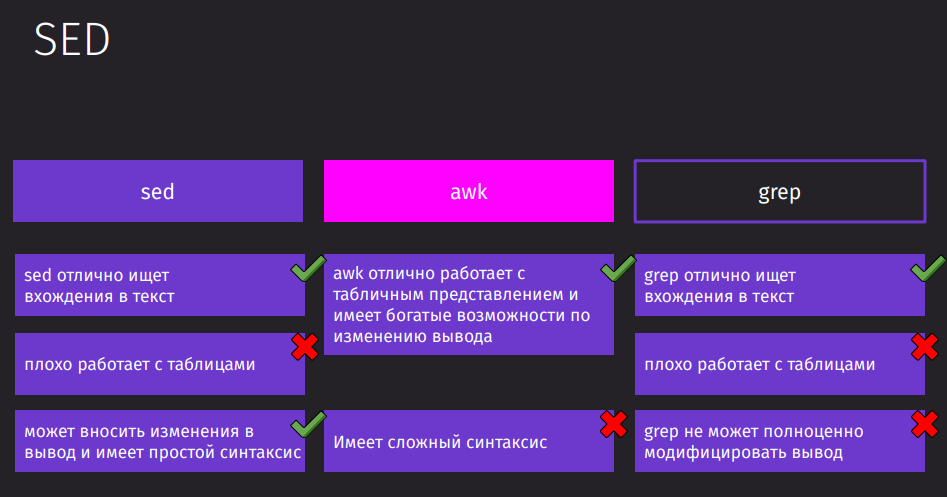 SED
sed
awk
grep
sed отлично ищет
вхождения в текст
awk отлично работает с
табличным представлением и
имеет богатые возможности по
изменению вывода
grep отлично ищет
вхождения в текст
плохо работает с таблицами
плохо работает с таблицами
может вносить изменения в
вывод и имеет простой синтаксис
Имеет сложный синтаксис
grep не может полноценно
модифицировать вывод